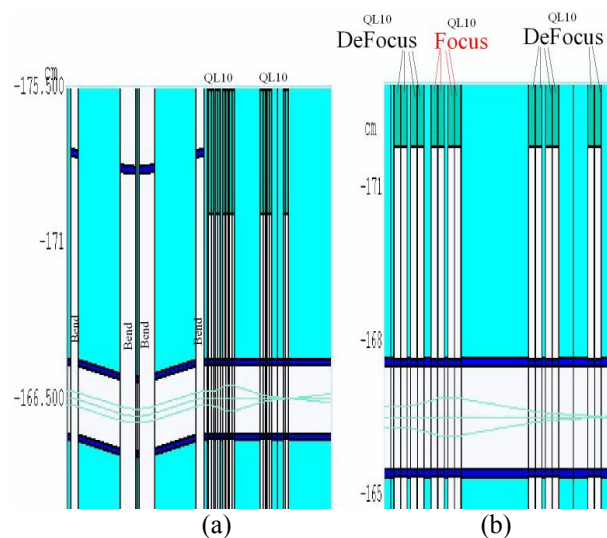 QL10 QL10
cm
-175.500
-171
-166.500
Bend
Bend
Bend
Bend
(a)
QL10 QL10 QL10
DeFocus Focus DeFocus
cm
-171
-168
-165
(b)